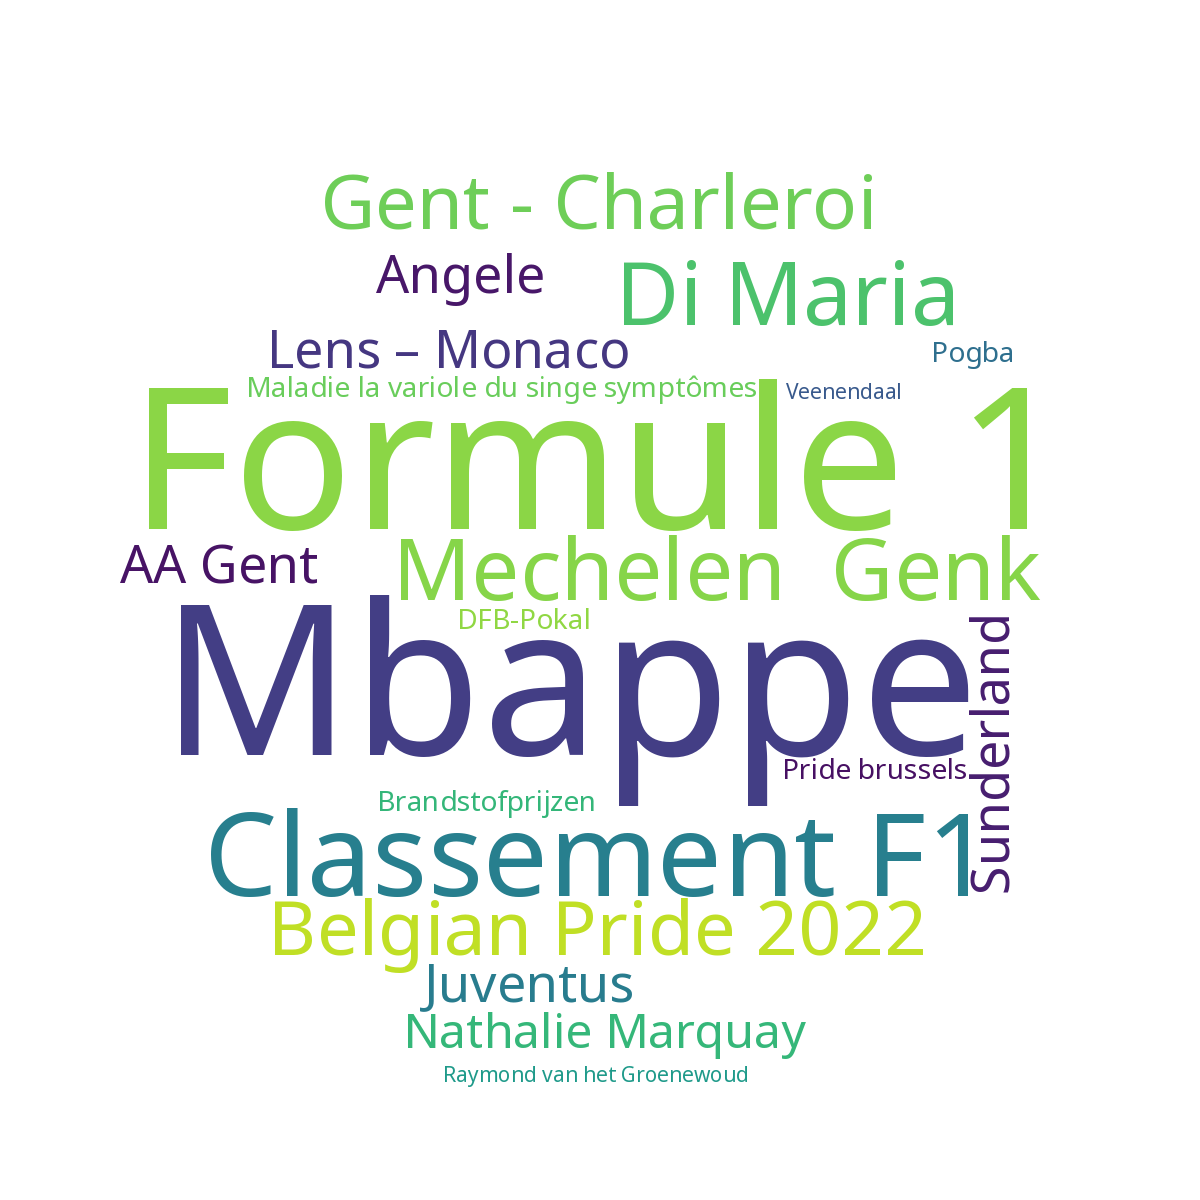 Gent - Charleroi
Angele
Di Maria
Lens – Monaco
Pogba
Maladie la variole du singe symptômes
Veenendaal
Formule 1
AA Gent
Mechelen Genk
DFB-Pokal
Mbappe
Sunderland
Pride brussels
Brandstofprijzen
Classement F1
Belgian Pride 2022
Juventus
Nathalie Marquay
Raymond van het Groenewoud